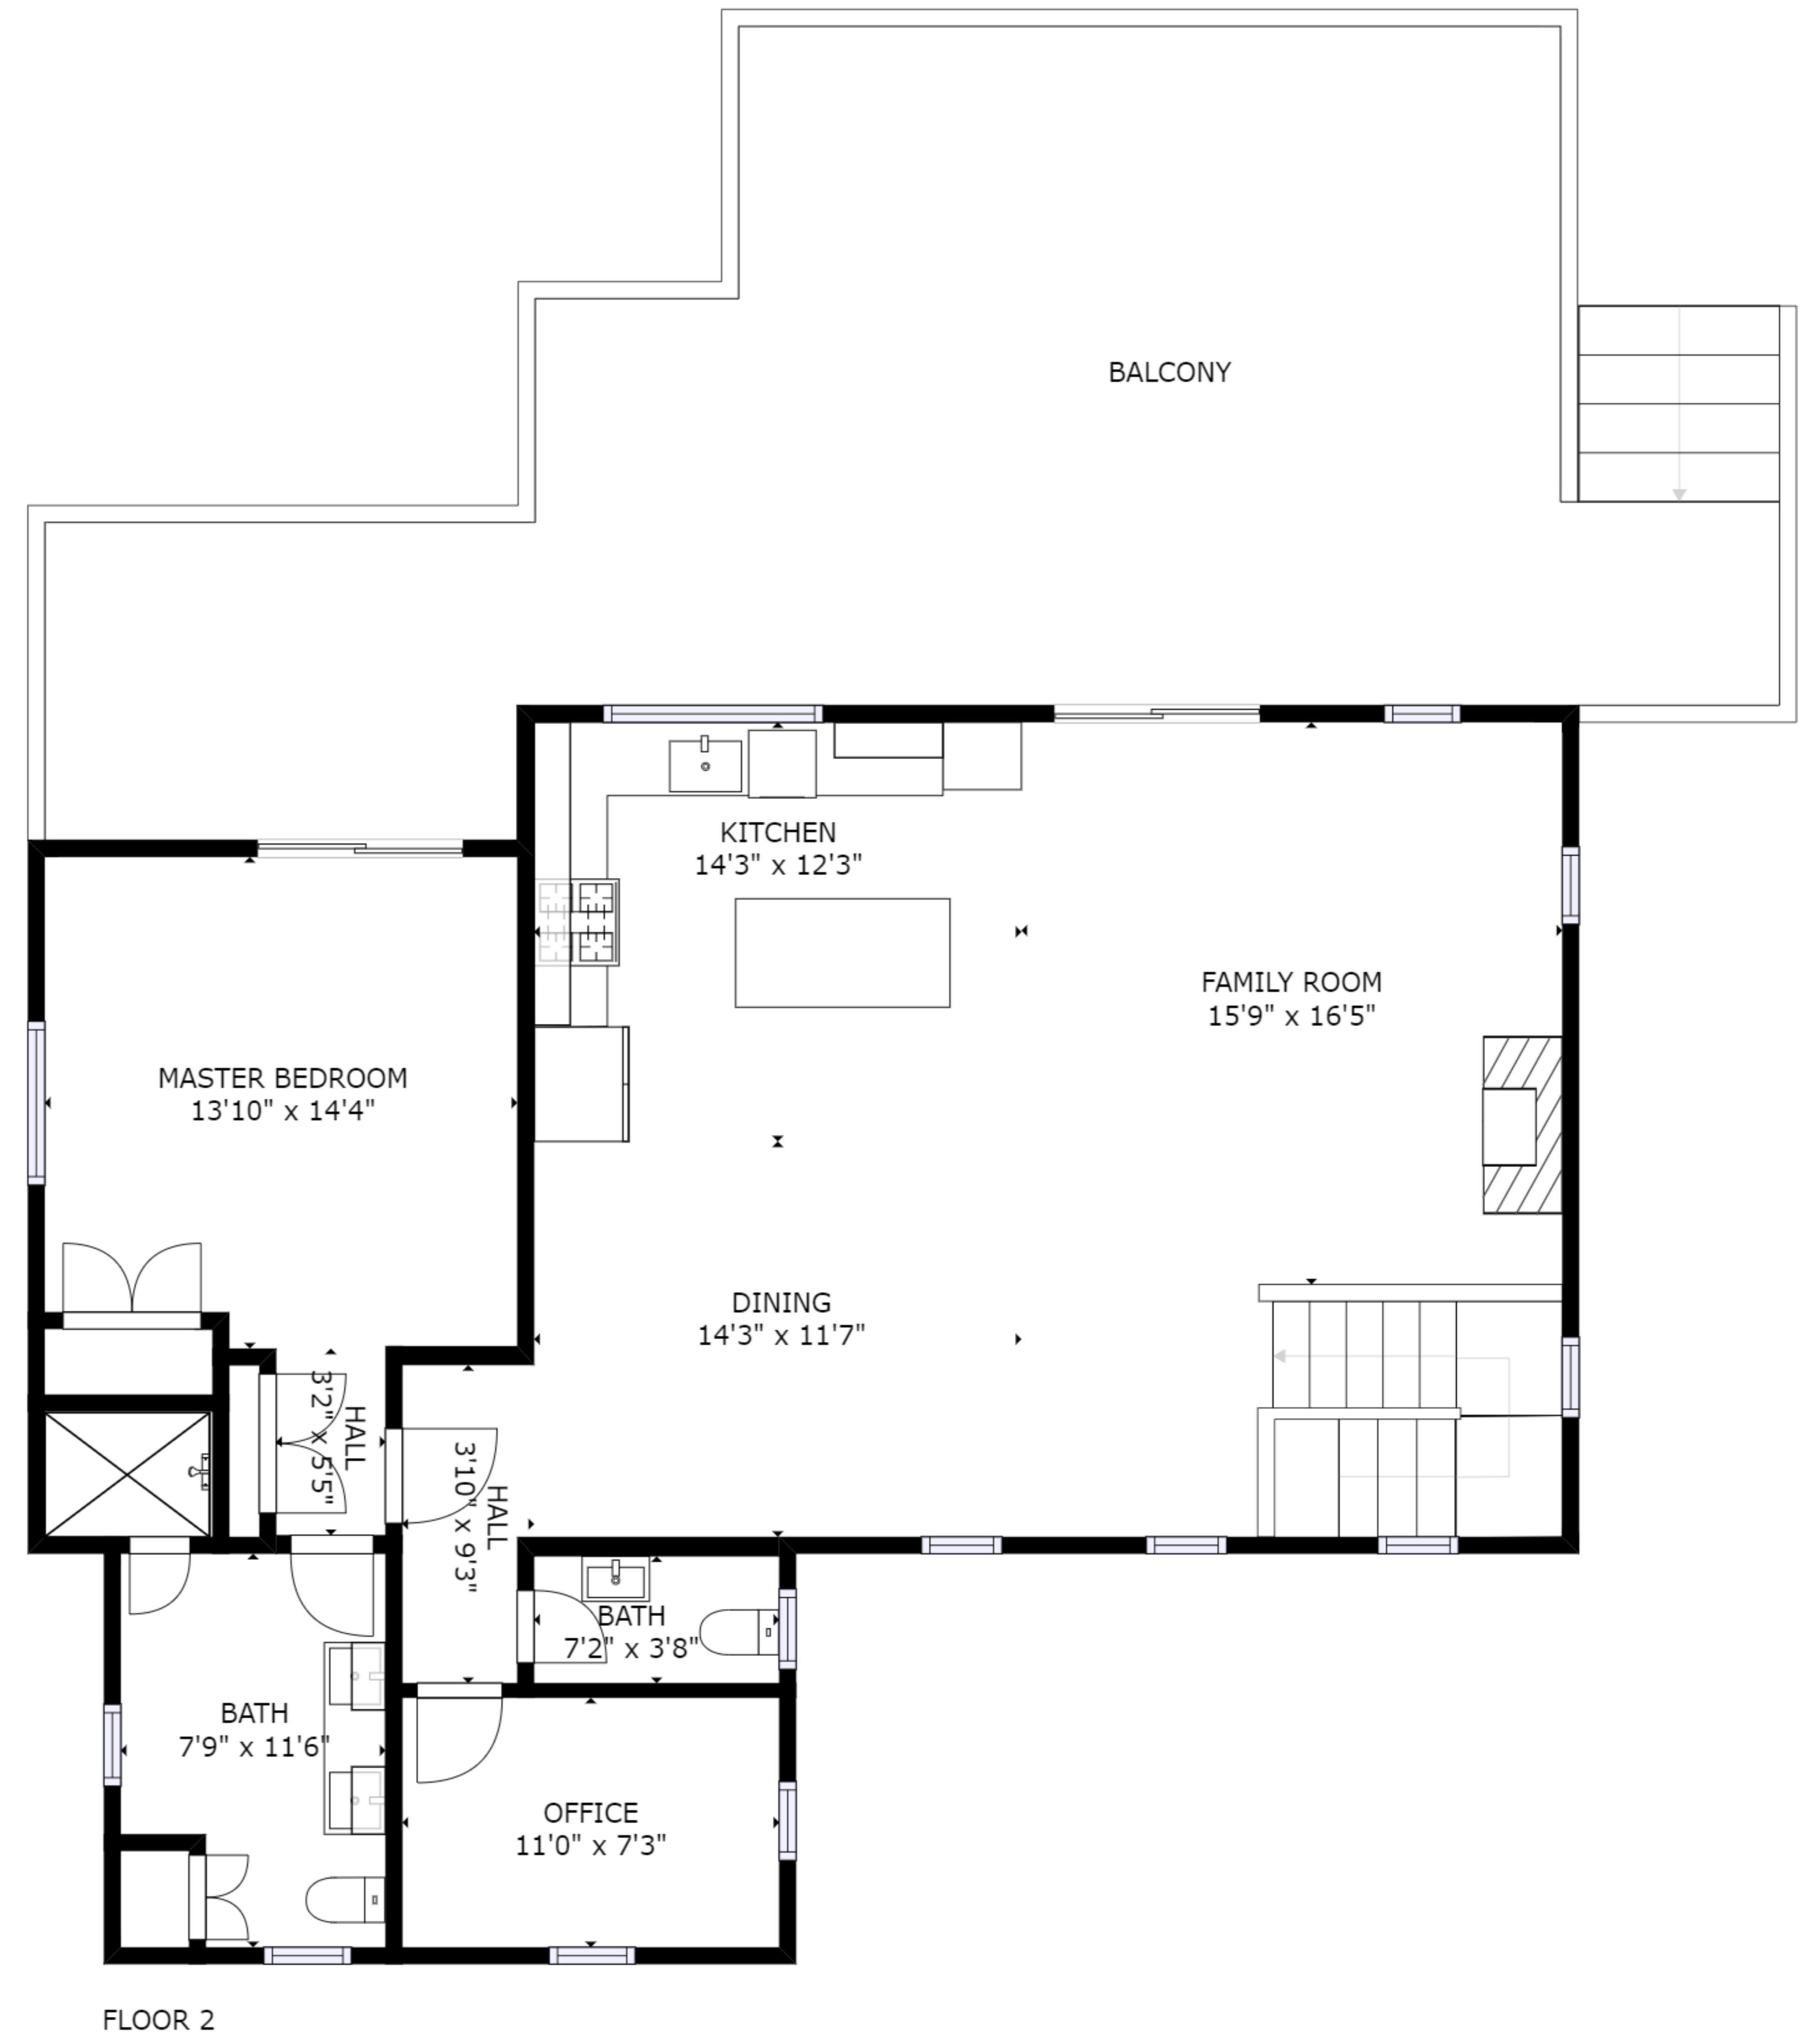 BALCONY
KITCHEN
14'3" x 12'3"
FAMILY ROOM
15'9" x 16'5"
MASTER BEDROOM
13'10" x 14'4"
DINING
14'3" x 11'7"
HALL
3'2" x 5'5"
HALL
3'10" x 9'3"
BATH
7'2" x 3'8"
BATH
7'9" x 11'6"
OFFICE
11'0" x 7'3"
FLOOR 2